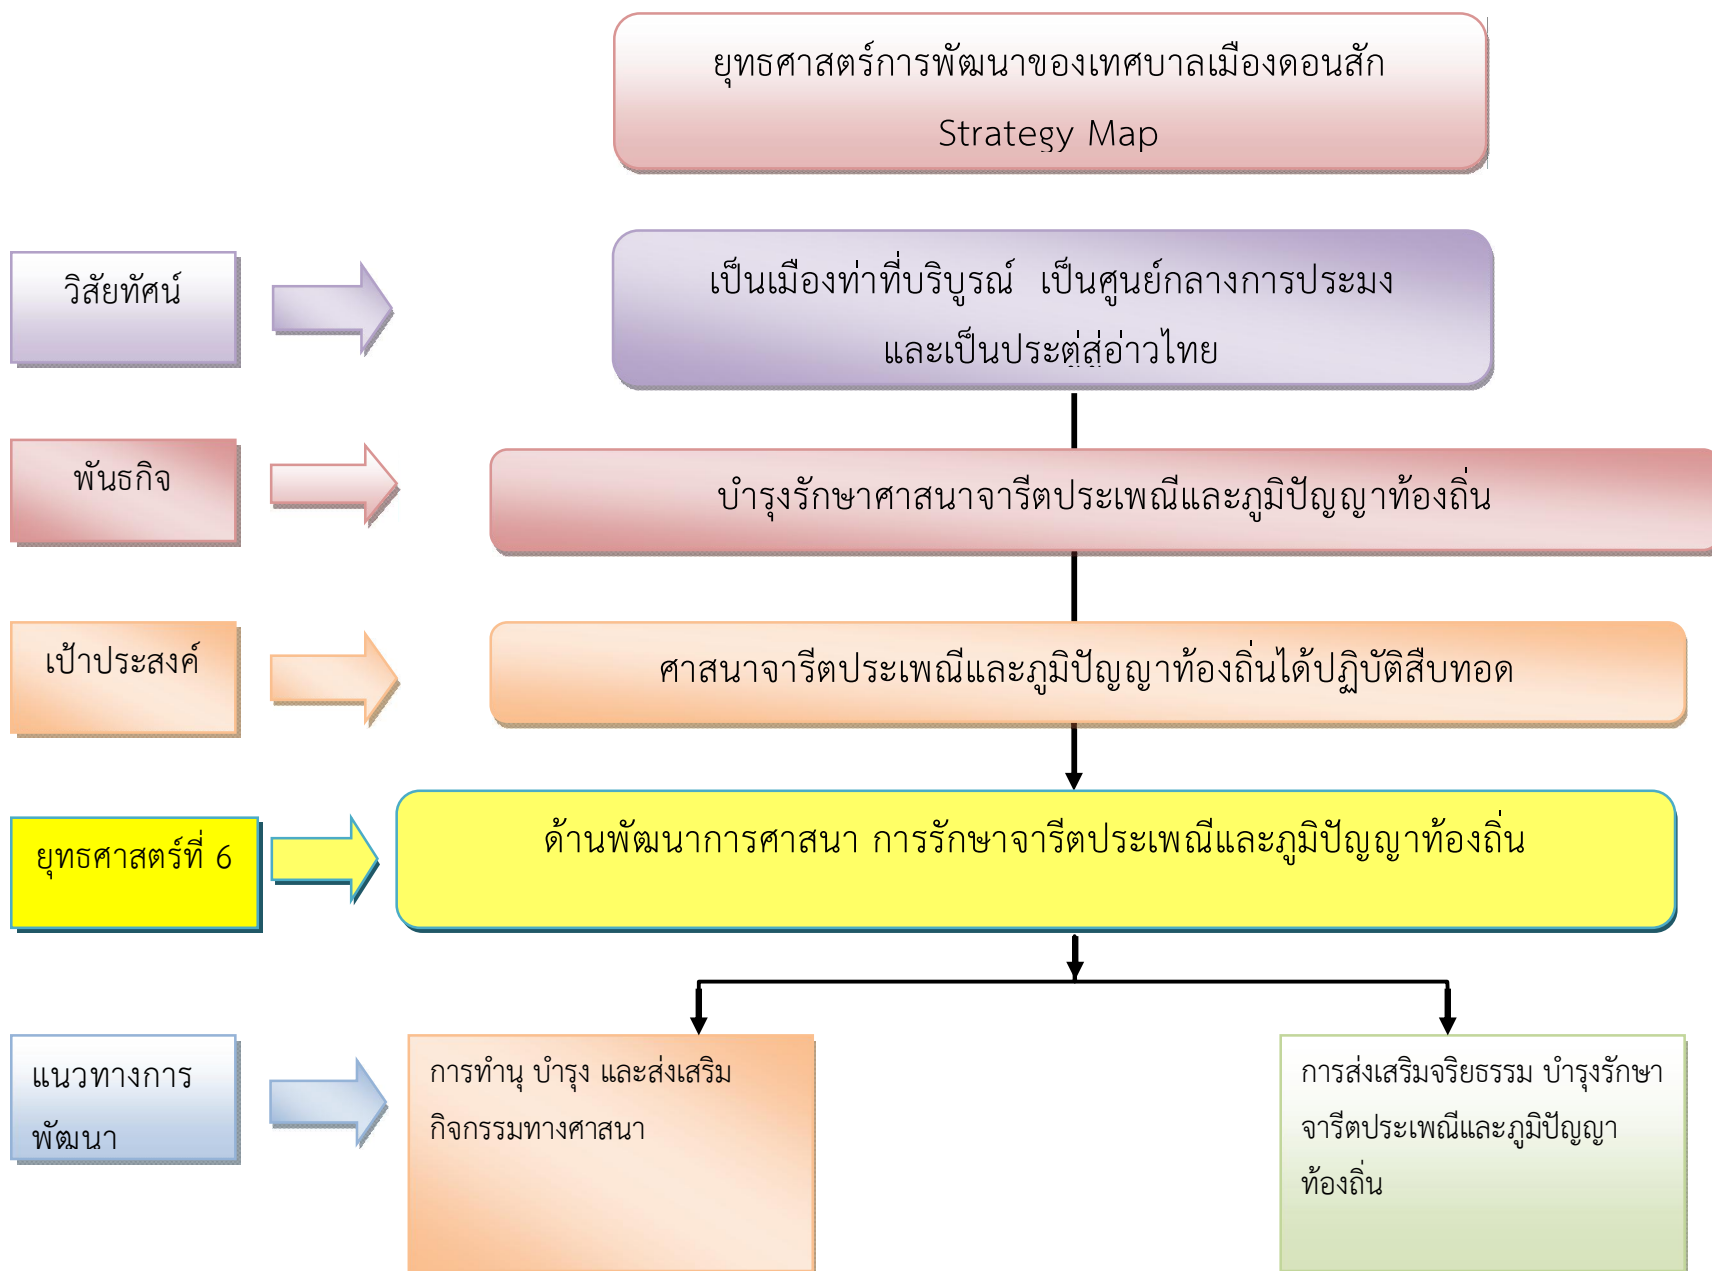 ยุทธศาสตร์การพัฒนาของเทศบาลเมืองดอนสัก
Strategy Map
วิสัยทัศน์
เป็นเมืองท่าที่บริบูรณ์ เป็นศูนย์กลางการประมง
และเป็นประตูสู่อ่าวไทย
พันธกิจ
บำรุงรักษาศาสนาจารีตประเพณีและภูมิปัญญาท้องถิ่น
เป้าประสงค์
ศาสนาจารีตประเพณีและภูมิปัญญาท้องถิ่นได้ปฏิบัติสืบทอด
ยุทธศาสตร์ที่ 6
ด้านพัฒนาการศาสนา การรักษาจารีตประเพณีและภูมิปัญญาท้องถิ่น
แนวทางการ
พัฒนา
การทำนุ บำรุง และส่งเสริม
กิจกรรมทางศาสนา
การส่งเสริมจริยธรรม บำรุงรักษา
จารีตประเพณีและภูมิปัญญา
ท้องถิ่น